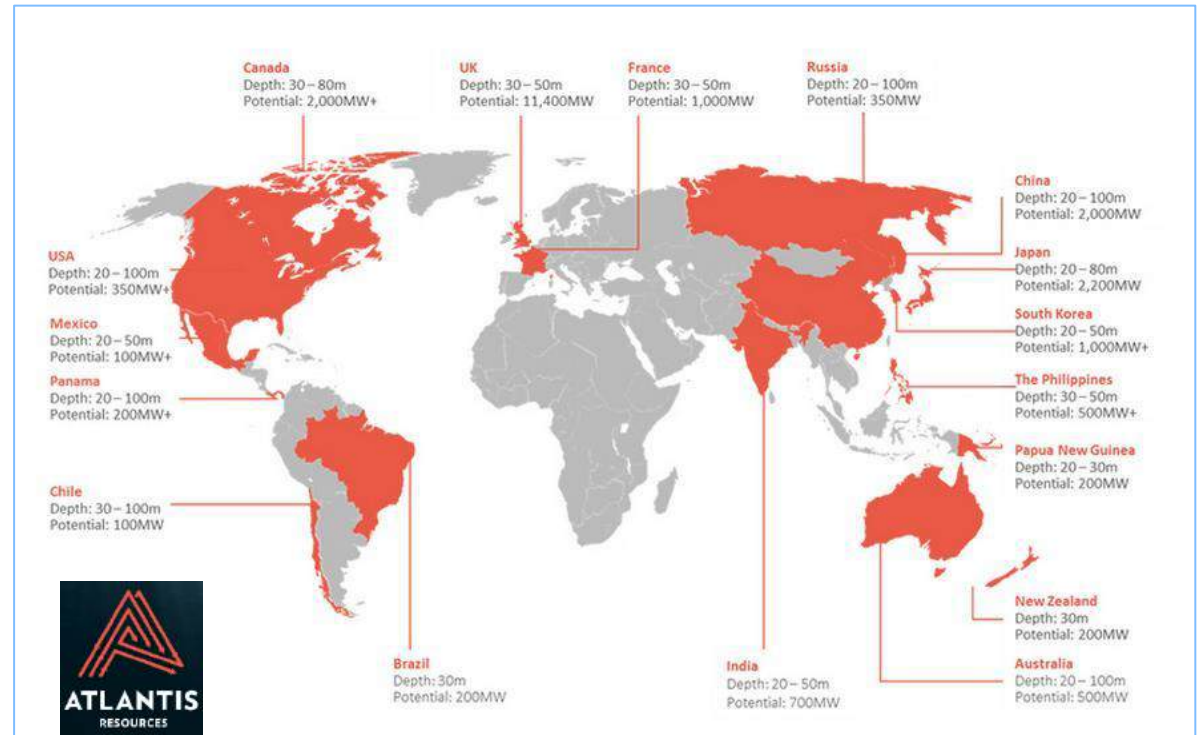 Canada
Depth: 30 – 80m
Potential: 2,000MW+
UK
Depth: 30 – 50m
Potential: 11,400MW
France
Depth: 30 – 50m
Potential: 1,000MW
Russia
Depth: 20 – 100m
Potential: 350MW
China
Depth: 20 – 100m
Potential: 2,000MW
USA
Depth: 20 – 100m
Potential: 350MW+
Japan
Depth: 20 – 80m
Potential: 2,200MW
Mexico
Depth: 20 – 50m
Potential: 100MW+
South Korea
Depth: 20 – 50m
Potential: 1,000MW+
Panama
Depth: 20 – 100m
Potential: 200MW+
The Philippines
Depth: 30 – 50m
Potential: 500MW+
Papua New Guinea
Depth: 20 – 30m
Potential: 200MW
Chile
Depth: 30 – 100m
Potential: 100MW
New Zealand
Depth: 30m
Potential: 200MW
Brazil
Depth: 30m
Potential: 200MW
India
Depth: 20 – 50m
Potential: 700MW
Australia
Depth: 20 – 100m
Potential: 500MW
ATLANTIS
RESOURCES